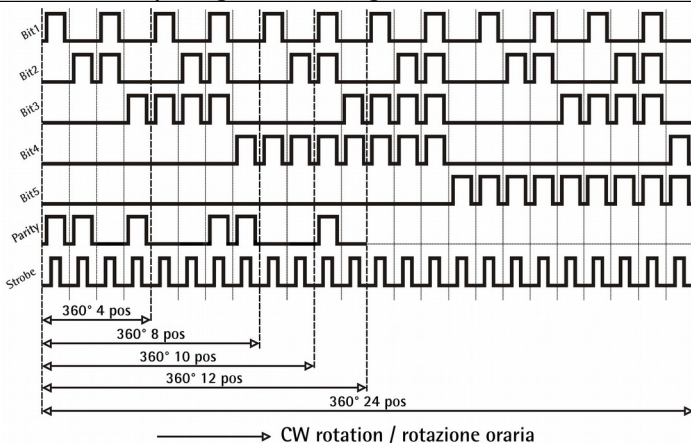 Bit1
Bit2
Bit3
Bit4
Bit5
Parity
Strobe
360° 4 pos
360° 8 pos
360° 10 pos
360° 12 pos
360° 24 pos
CW rotation / rotazione oraria